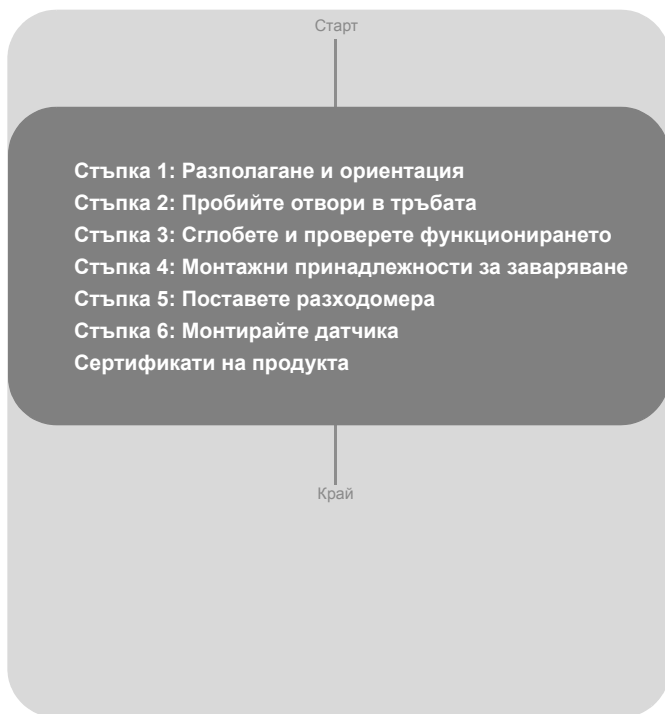 Старт
Стъпка 1: Разполагане и ориентация
Стъпка 2: Пробийте отвори в тръбата
Стъпка 3: Сглобете и проверете функционирането
Стъпка 4: Монтажни принадлежности за заваряване
Стъпка 5: Поставете разходомера
Стъпка 6: Монтирайте датчика
Сертификати на продукта
Край